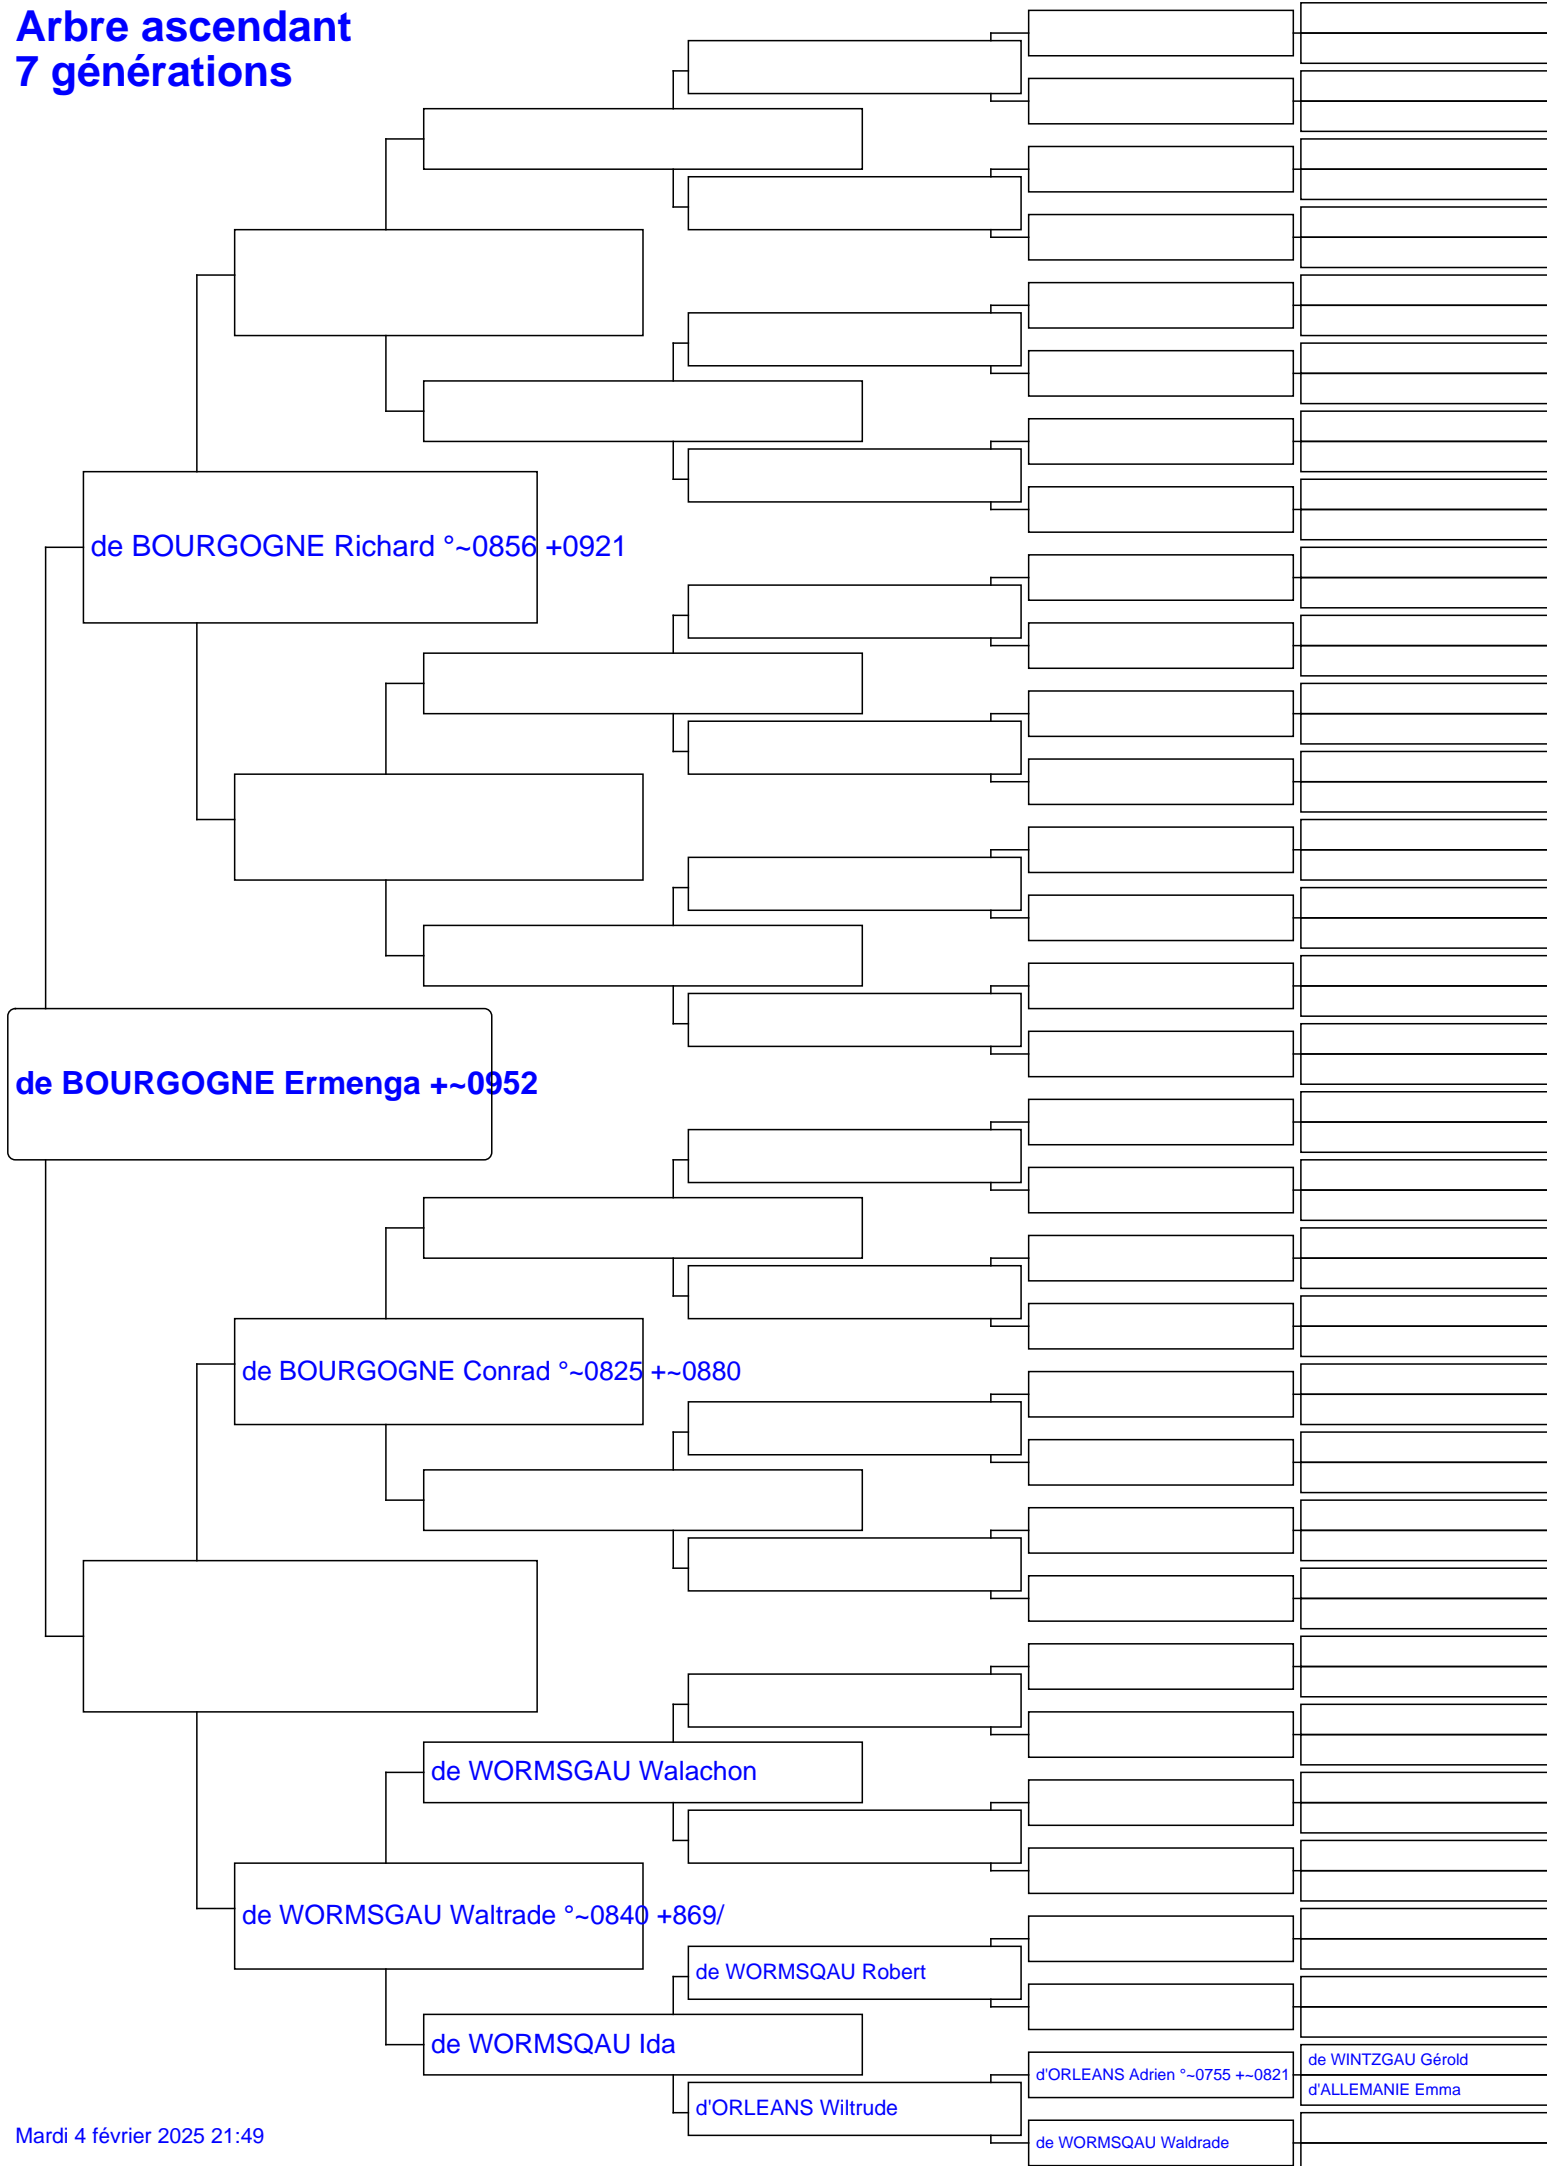 Arbre ascendant
7 générations
de BOURGOGNE Richard °~0856 +0921
de BOURGOGNE Ermenga +~0952
de BOURGOGNE Conrad °~0825 +~0880
de WORMSGAU Walachon
de WORMSGAU Waltrade °~0840 +869/
de WORMSQAU Robert
de WORMSQAU Ida
d'ORLEANS Adrien °~0755 +~0821
de WINTZGAU Gérold
d'ALLEMANIE Emma
d'ORLEANS Wiltrude
de WORMSQAU Waldrade
Mardi 4 février 2025 21:49